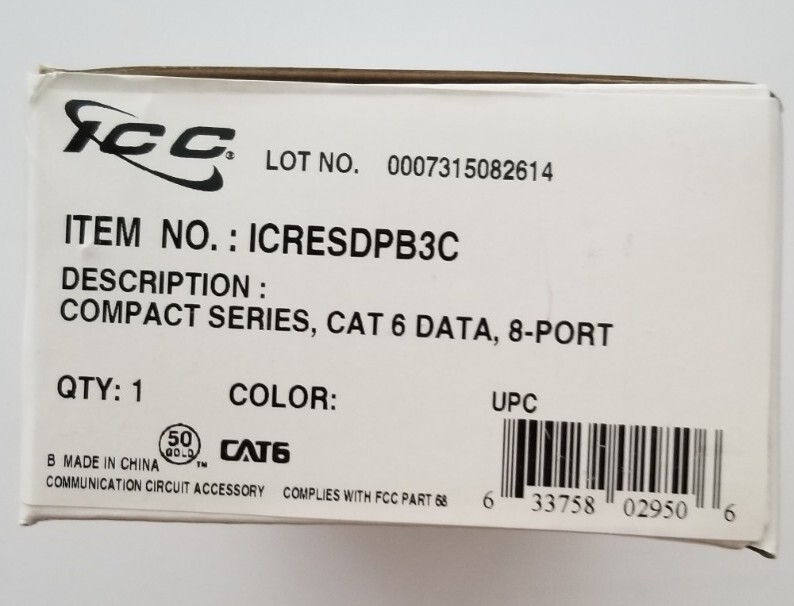 ICC®
LOT NO. 0007315082614
ITEM NO. : ICRESDPB3C
DESCRIPTION :
COMPACT SERIES, CAT 6 DATA, 8-PORT
QTY: 1 COLOR: UPC
50
GOLD ™ CAT6
B MADE IN CHINA
COMMUNICATION CIRCUIT ACCESSORY COMPLIES WITH FCC PART 68
6 33758 02950 6